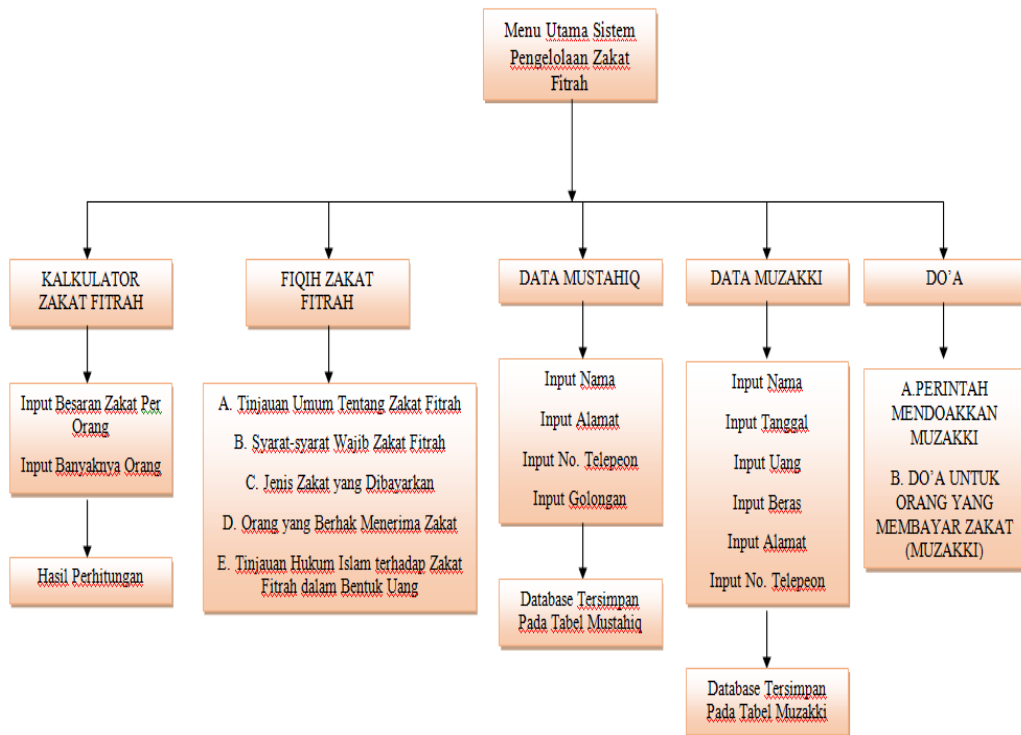 Menu Utama Sistem
Pengelolaan Zakat
Fitrah
KALKULATOR
ZAKAT FITRAH
FIQIH ZAKAT
FITRAH
DATA MUSTAHIQ
DATA MUZAKKI
DO’A
Input Besaran Zakat Per
Orang
Input Banyaknya Orang
Hasil Perhitungan
A. Tinjauan Umum Tentang Zakat Fitrah
B. Syarat-syarat Wajib Zakat Fitrah
C. Jenis Zakat yang Dibayarkan
D. Orang yang Berhak Menerima Zakat
E. Tinjauan Hukum Islam terhadap Zakat
Fitrah dalam Bentuk Uang
Input Nama
Input Alamat
Input No. Telepeon
Input Golongan
Database Tersimpan
Pada Tabel Mustahiq
Input Nama
Input Tanggal
Input Uang
Input Beras
Input Alamat
Input No. Telepeon
Database Tersimpan
Pada Tabel Muzakki
A.PERINTAH
MENDOAKKAN
MUZAKKI
B. DO’A UNTUK
ORANG YANG
MEMBAYAR ZAKAT
(MUZAKKI)